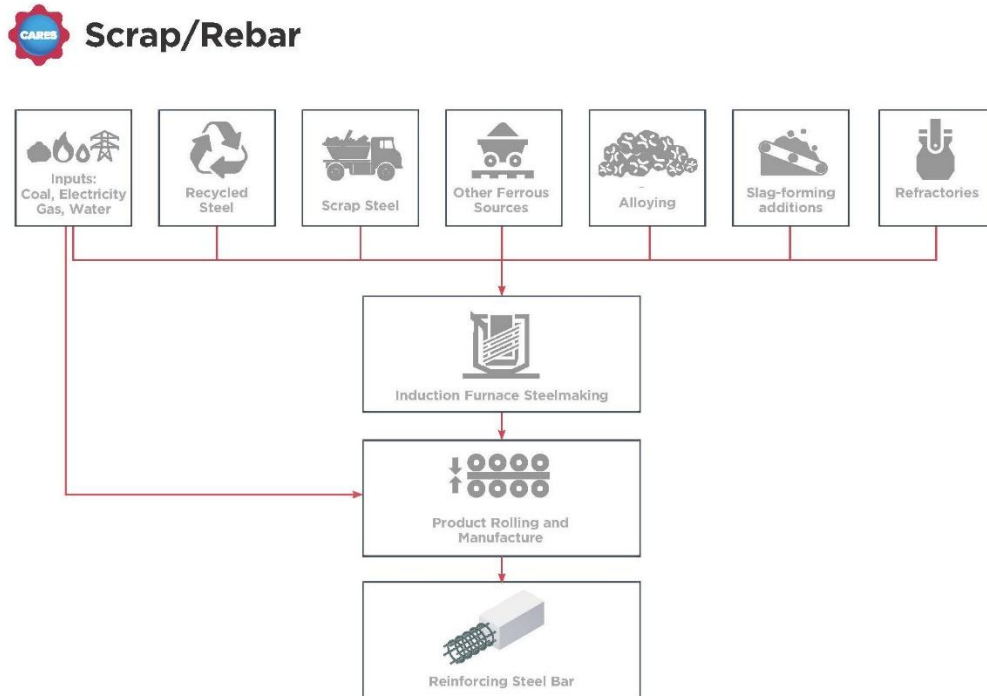 CARES
Scrap/Rebar
Inputs:
Coal, Electricity
Gas, Water
Recycled
Steel
Scrap Steel
Other Ferrous
Sources
Alloying
Slag-forming
additions
Refractories
Induction Furnace Steelmaking
Product Rolling and
Manufacture
Reinforcing Steel Bar